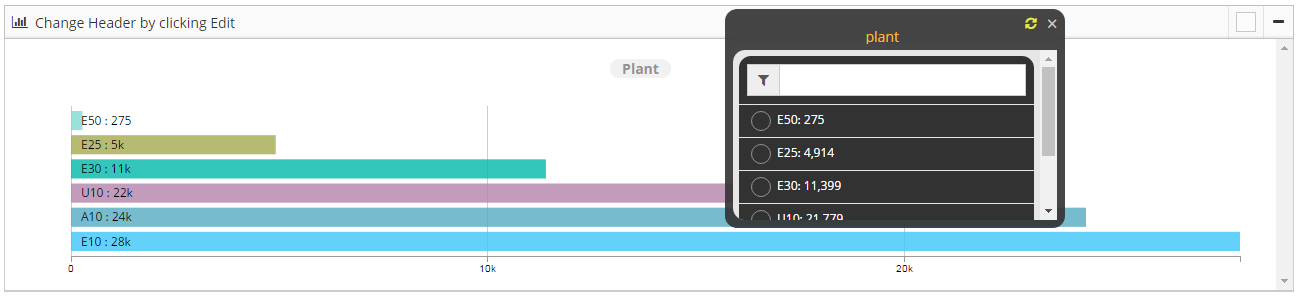 Change Header by clicking Edit
plant
Plant
E50 : 275
E25 : 5k
E30 : 11k
U10 : 22k
A10 : 24k
E10 : 28k
0
10k
20k
E50: 275
E25: 4,914
E30: 11,399
U10: 21,779